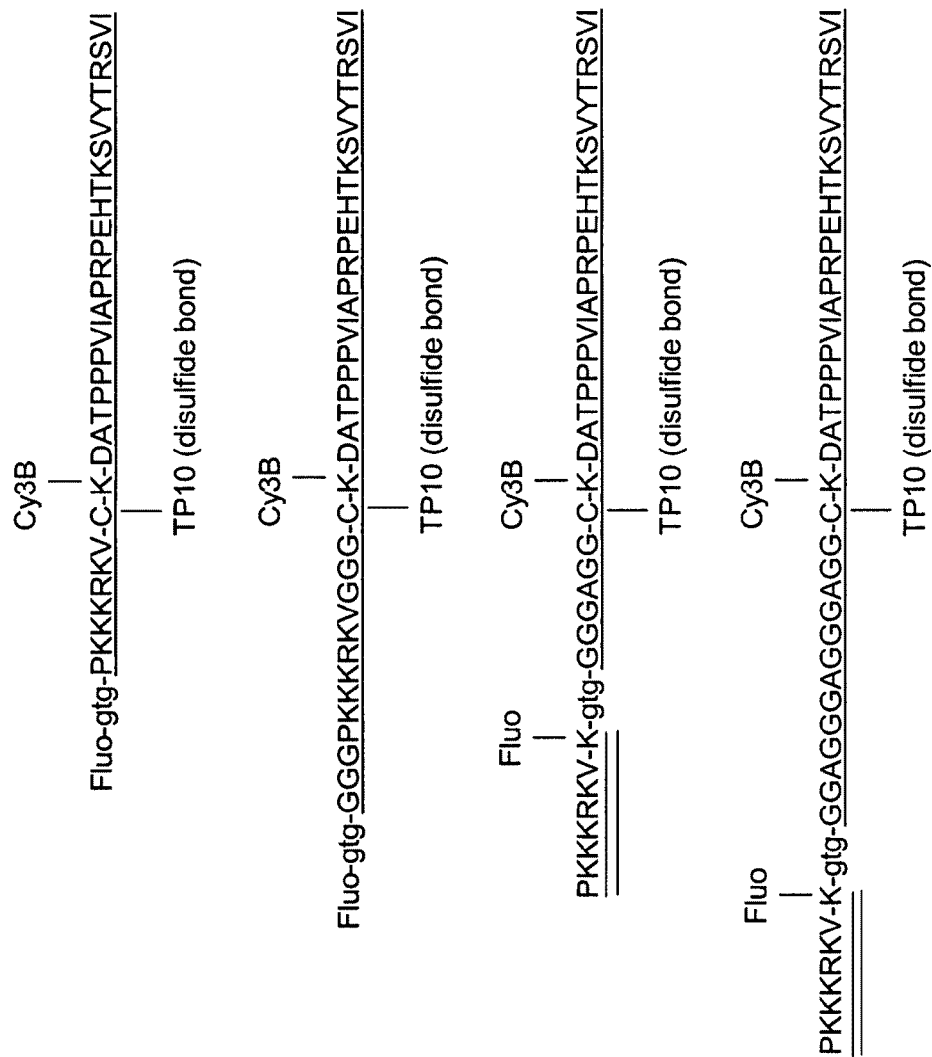 Cy3B
Fluo-gtg-PKKKRKV-C-K-DATPPPVIAPRPEHTKSVYTRSVI
TP10 (disulfide bond)
Cy3B
Fluo-gtg-GGGPKKKRKVGGG-C-K-DATPPPVIAPRPEHTKSVYTRSVI
TP10 (disulfide bond)
Fluo Cy3B
PKKKRKV-K-gtg-GGGAGG-C-K-DATPPPVIAPRPEHTKSVYTRSVI
TP10 (disulfide bond)
Fluo Cy3B
PKKKRKV-K-gtg-GGAGGGAGGGAGG-C-K-DATPPPVIAPRPEHTKSVYTRSVI
TP10 (disulfide bond)